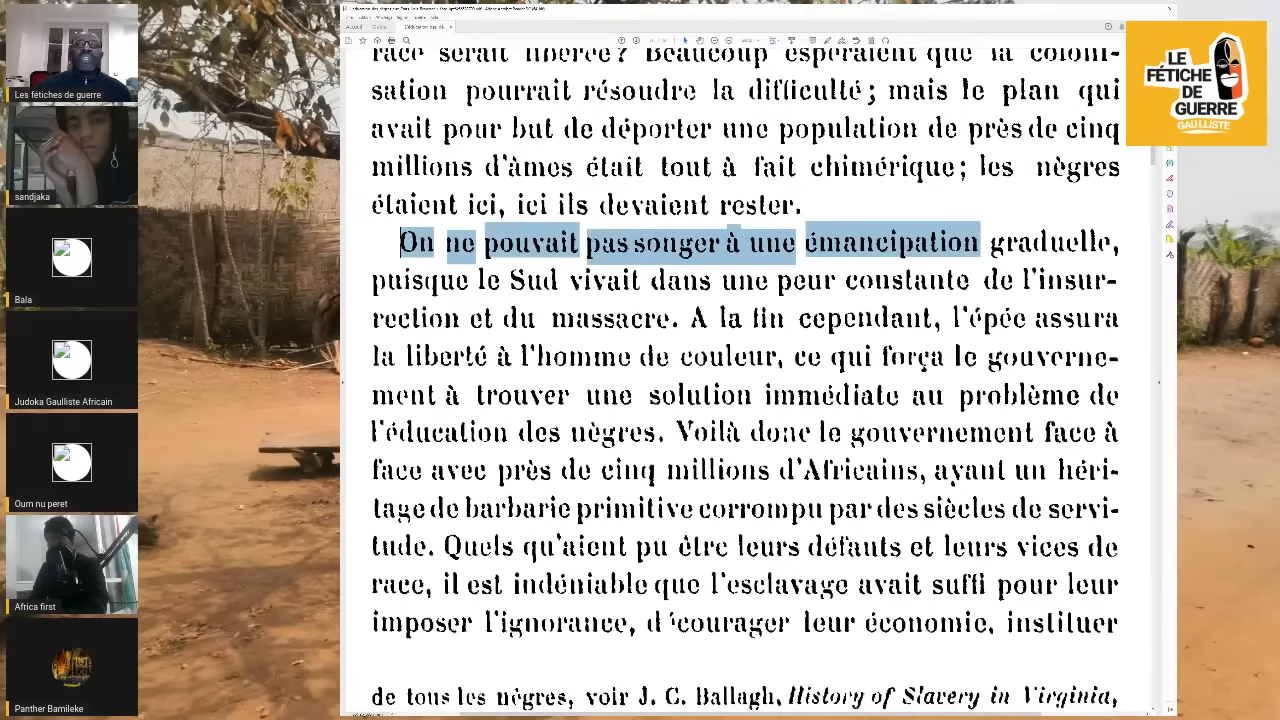 Les fétiches de guerre
sandjaka
Bala
Judoka Gaulliste Africain
Oum nu peret
Africa first
Panther Bamileke
Accueil Outils
race serait libérée? Beaucoup espéraient que la coloni-
sation pourrait résoudre la difficulté; mais le plan qui
avait pour but de déporter une population de près de cinq
millions d'âmes était tout à fait chimérique; les nègres
étaient ici, ici ils devaient rester.
On ne pouvait pas songer à une émancipation graduelle,
puisque le Sud vivait dans une peur constante de l'insur-
rection et du massacre. A la fin cependant, l'épée assura
la liberté à l'homme de couleur, ce qui força le gouverne-
ment à trouver une solution immédiate au problème de
l'éducation des nègres. Voilà donc le gouvernement face à
face avec près de cinq millions d'Africains, ayant un héri-
tage de barbarie primitive corrompu par des siècles de servi-
tude. Quels qu'aient pu être leurs défauts et leurs vices de
race, il est indéniable que l'esclavage avait suffi pour leur
imposer l'ignorance, décourager leur économie, instituer
de tous les nègres, voir J. C. Ballagh, History of Slavery in Virginia,
LE
FÉTICHE
DE
GUERRE
GAULLISTE